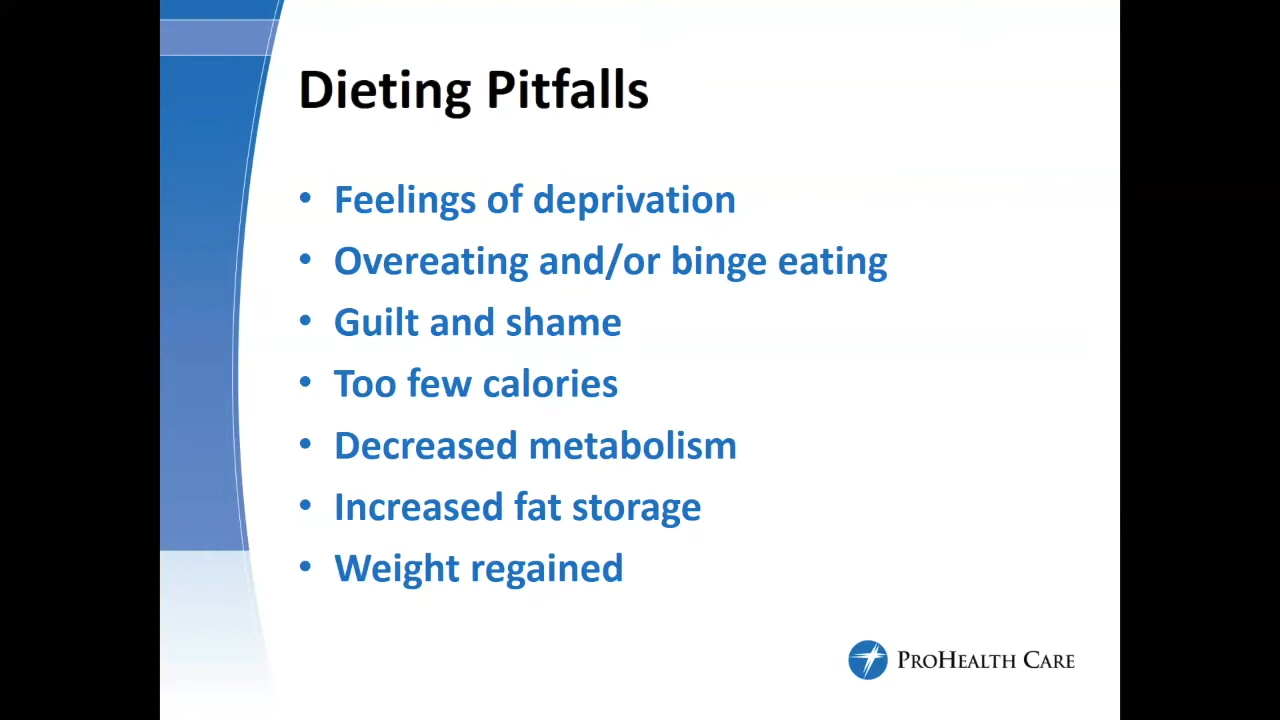 Dieting Pitfalls
• Feelings of deprivation
• Overeating and/or binge eating
• Guilt and shame
• Too few calories
• Decreased metabolism
• Increased fat storage
• Weight regained
PROHEALTH CARE